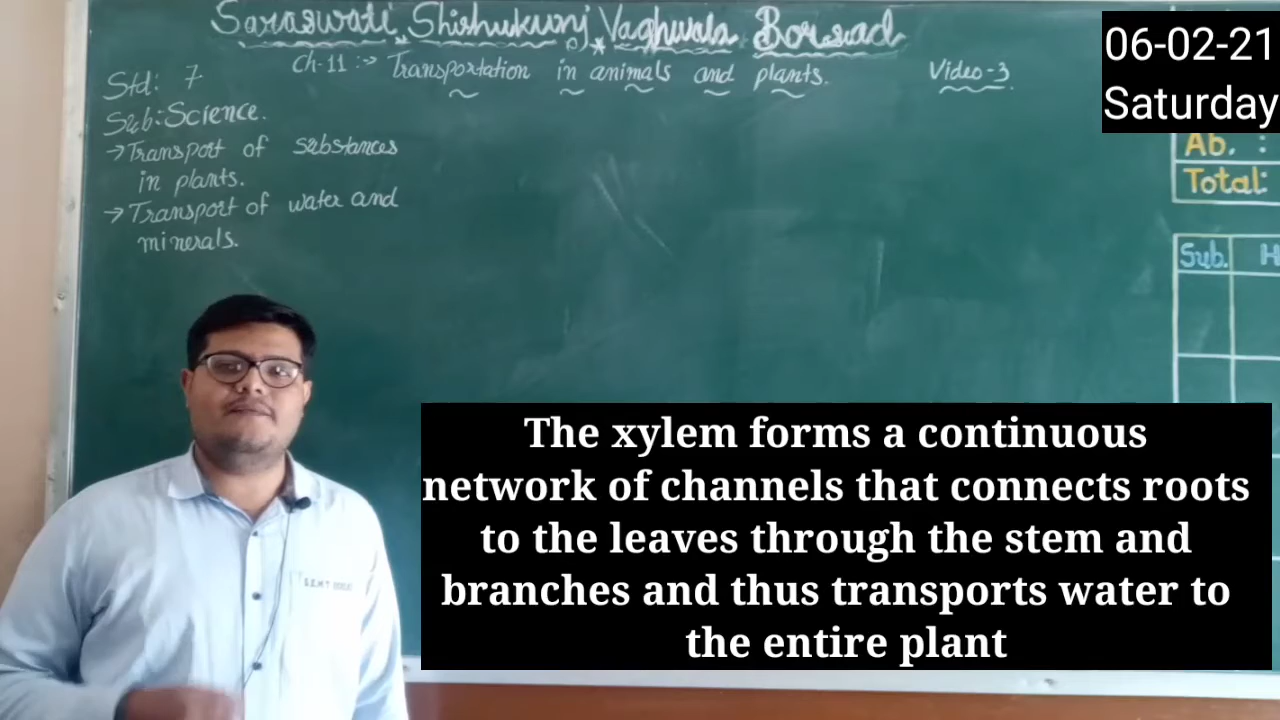 Saraswati Shishukunj Vaghwala Borsad
06-02-21
Saturday
Ch-11 :-> Transportation in animals and plants.
Video-3
Std: 7
Sub: Science.
→ Transport of substances
in plants.
→ Transport of water and
minerals.
Ab. :
Total:
Sub.
H
The xylem forms a continuous
network of channels that connects roots
to the leaves through the stem and
branches and thus transports water to
the entire plant